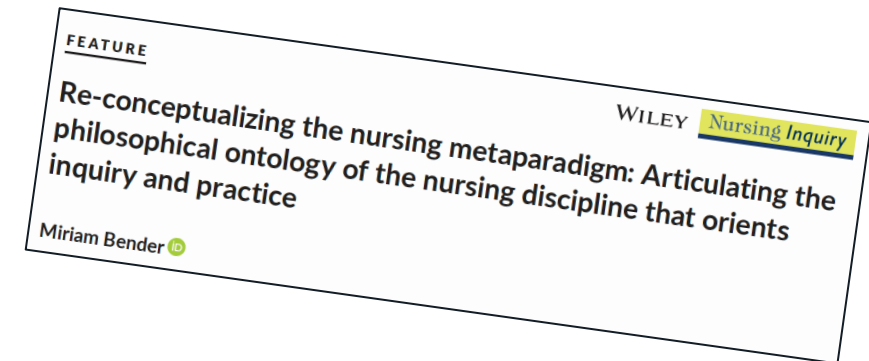 FEATURE
WILEY Nursing Inquiry
Re-conceptualizing the nursing metaparadigm: Articulating the
philosophical ontology of the nursing discipline that orients
inquiry and practice
Miriam Bender iD